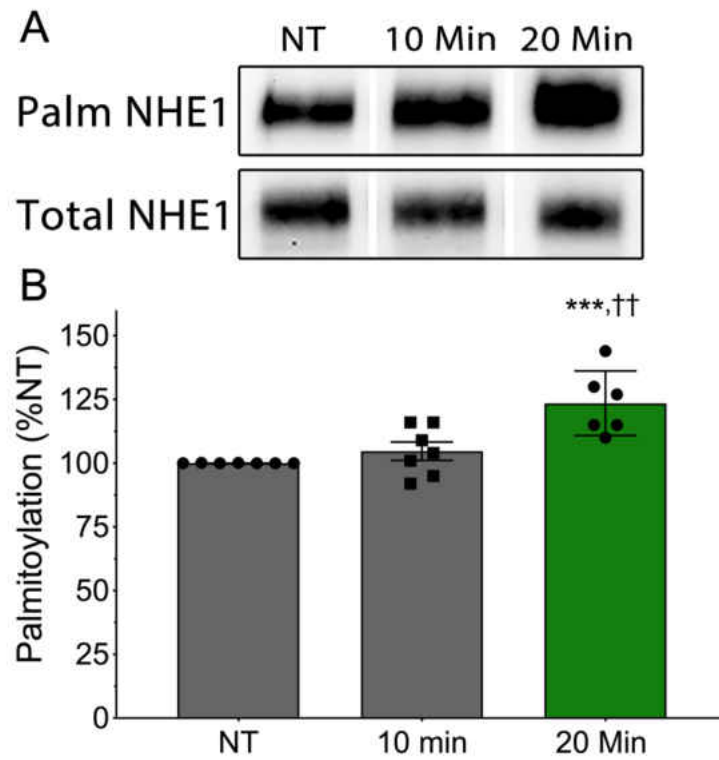 A
NT 10 Min 20 Min
Palm NHE1
Total NHE1
B
***,††
150
125
100
75
50
25
0
Palmitoylation (%NT)
NT 10 min 20 Min